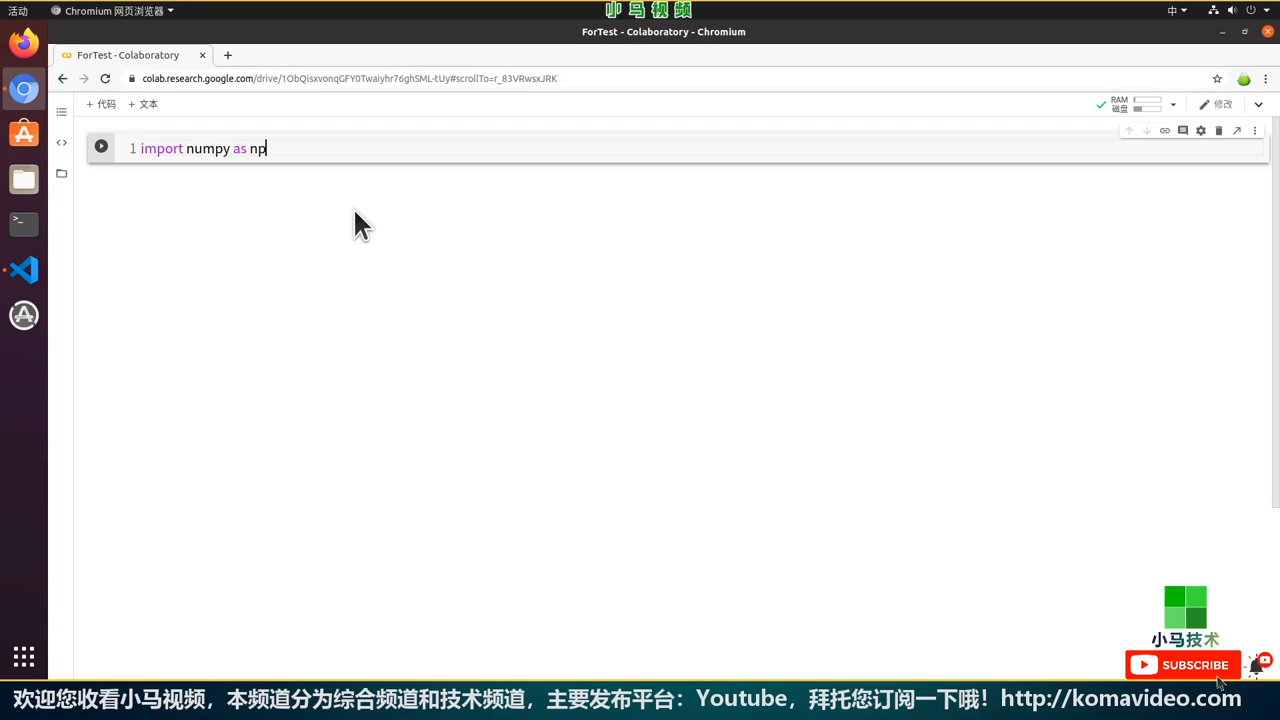 活动
Chromium 网页浏览器
小马视频
中
ForTest - Colaboratory - Chromium
ForTest - Colaboratory
colab.research.google.com/drive/1ObQisxvonqGFY0Twaiyhr76ghSML-tUy#scrollTo=r_83VRwsxJRK
+ 代码 + 文本
RAM
磁盘
修改
1 import numpy as np
小马技术
SUBSCRIBE
欢迎您收看小马视频，本频道分为综合频道和技术频道，主要发布平台：Youtube，拜托您订阅一下哦！http://komavideo.com